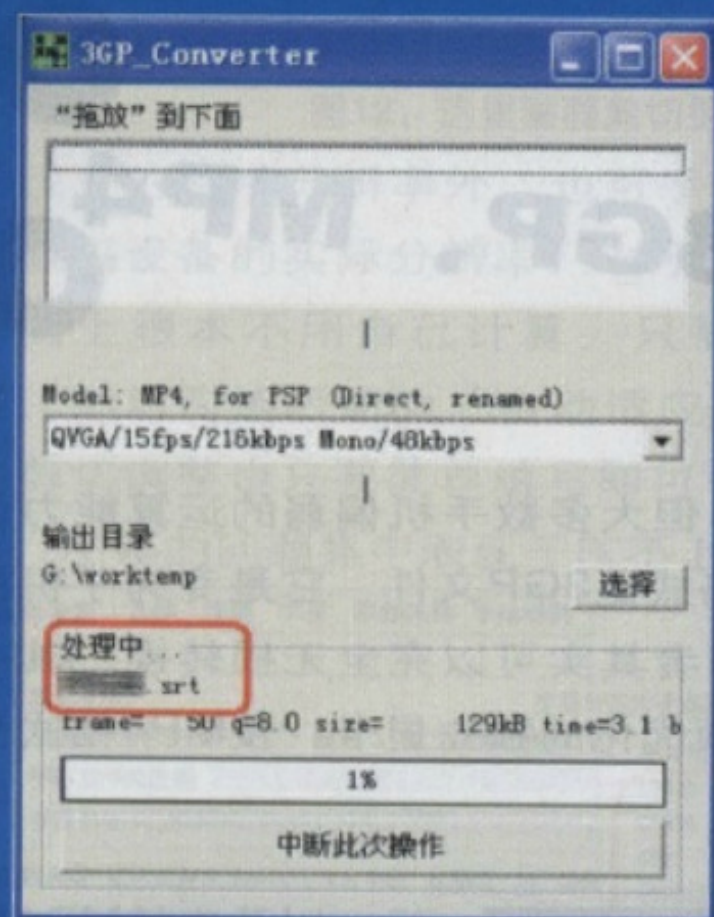 3GP_Converter
“拖放”到下面
Model: MP4, for PSP (Direct, renamed)
QVGA/15fps/216kbps Mono/48kbps
输出目录
G:\worktemp
选择
处理中...
.srt
frame= 50 q=8.0 size= 129kB time=3.1 b
1%
中断此次操作